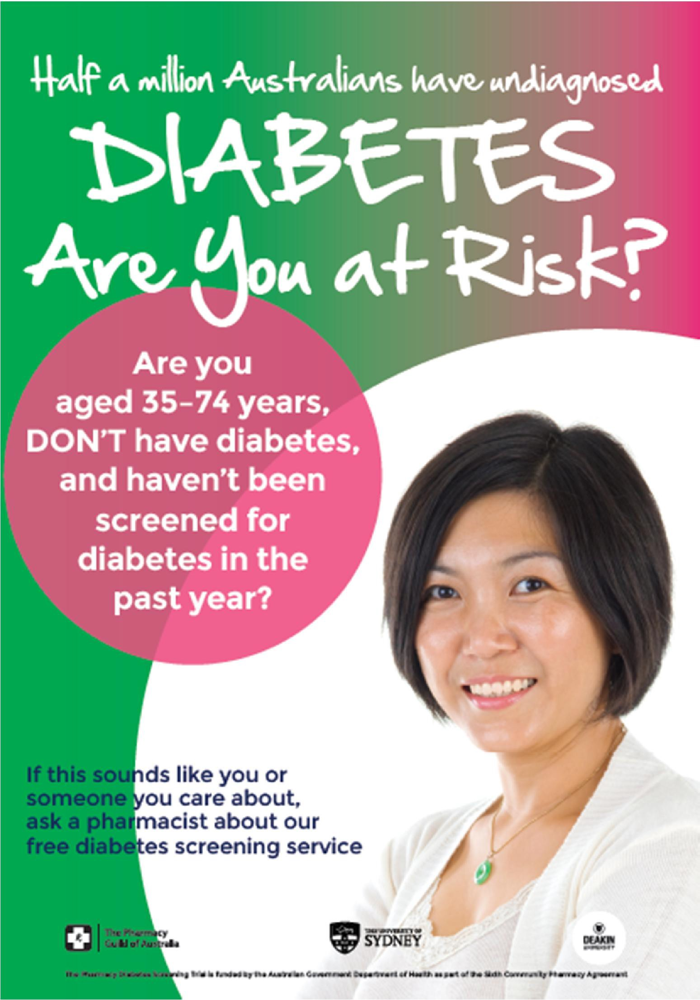 Half a million Australians have undiagnosed
DIABETES
Are You at Risk?
Are you
aged 35–74 years,
DON'T have diabetes,
and haven't been
screened for
diabetes in the
past year?
If this sounds like you or
someone you care about,
ask a pharmacist about our
free diabetes screening service
The Pharmacy
Guild of Australia
THE UNIVERSITY OF
SYDNEY
DEAKIN
UNIVERSITY
The Pharmacy Diabetes Screening Trial is funded by the Australian Government Department of Health as part of the Sixth Community Pharmacy Agreement